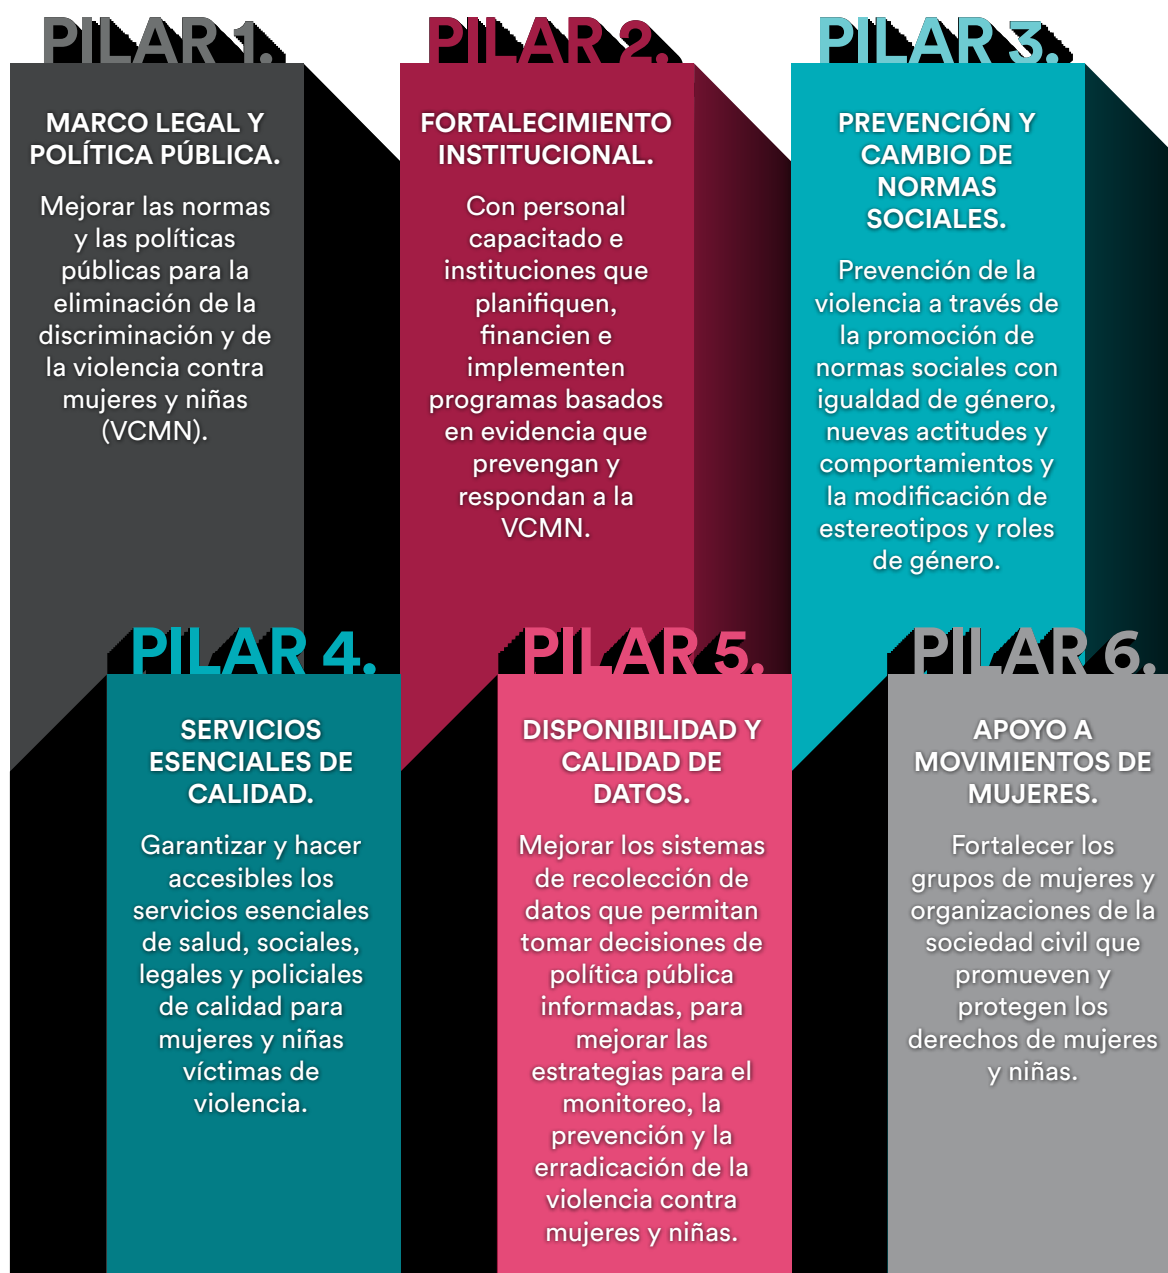 PILAR 1.
MARCO LEGAL Y
POLÍTICA PÚBLICA.
Mejorar las normas
y las políticas
públicas para la
eliminación de la
discriminación y de
la violencia contra
mujeres y niñas
(VCMN).
PILAR 2.
FORTALECIMIENTO
INSTITUCIONAL.
Con personal
capacitado e
instituciones que
planifiquen,
financien e
implementen
programas basados
en evidencia que
prevengan y
respondan a la
VCMN.
PILAR 3.
PREVENCIÓN Y
CAMBIO DE
NORMAS
SOCIALES.
Prevención de la
violencia a través de
la promoción de
normas sociales con
igualdad de género,
nuevas actitudes y
comportamientos y
la modificación de
estereotipos y roles
de género.
PILAR 4.
SERVICIOS
ESENCIALES DE
CALIDAD.
Garantizar y hacer
accesibles los
servicios esenciales
de salud, sociales,
legales y policiales
de calidad para
mujeres y niñas
víctimas de
violencia.
PILAR 5.
DISPONIBILIDAD Y
CALIDAD DE
DATOS.
Mejorar los sistemas
de recolección de
datos que permitan
tomar decisiones de
política pública
informadas, para
mejorar las
estrategias para el
monitoreo, la
prevención y la
erradicación de la
violencia contra
mujeres y niñas.
PILAR 6.
APOYO A
MOVIMIENTOS DE
MUJERES.
Fortalecer los
grupos de mujeres y
organizaciones de la
sociedad civil que
promueven y
protegen los
derechos de mujeres
y niñas.